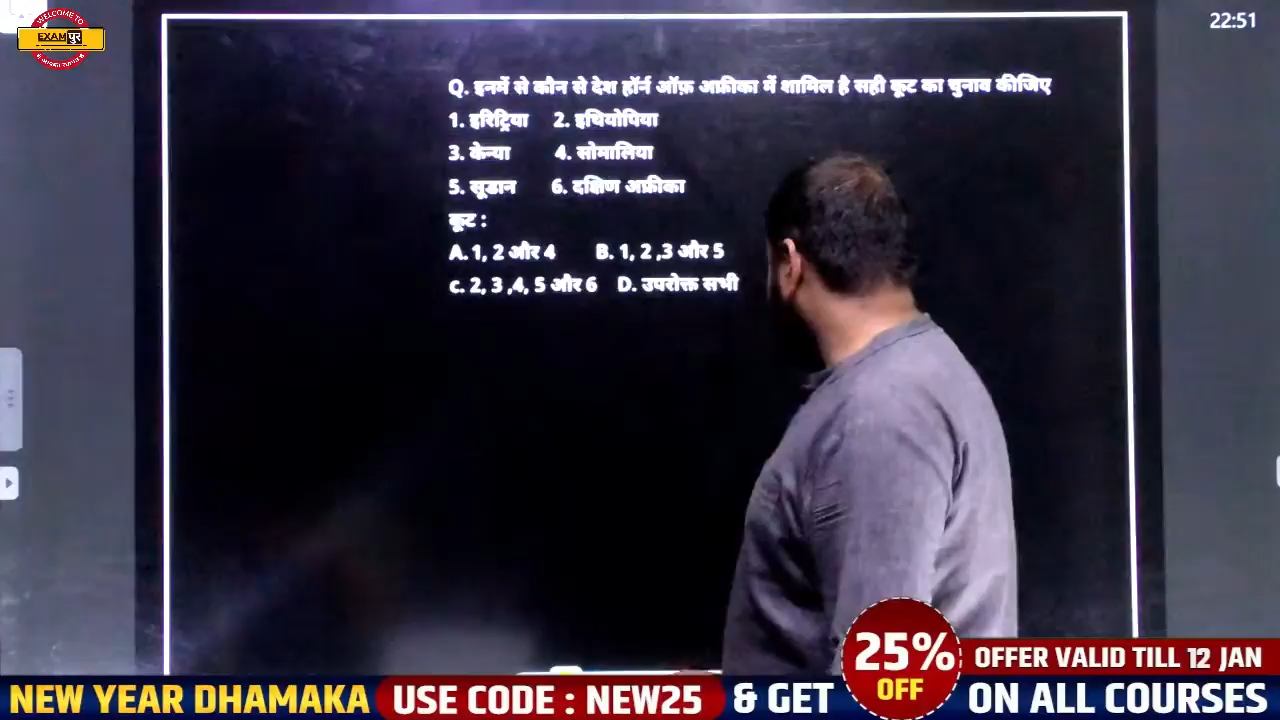 WELCOME TO
EXAMपुर
22:51
Q. इनमें से कौन से देश हॉर्न ऑफ़ अफ्रीका में शामिल है सही कूट का चुनाव कीजिए
1. इरिट्रिया 2. इथियोपिया
3. केन्या 4. सोमालिया
5. सूडान 6. दक्षिण अफ्रीका
कूट :
A. 1, 2 और 4 B. 1, 2 ,3 और 5
c. 2, 3 ,4, 5 और 6 D. उपरोक्त सभी
25%
OFF
OFFER VALID TILL 12 JAN
NEW YEAR DHAMAKA USE CODE : NEW25 & GET ON ALL COURSES